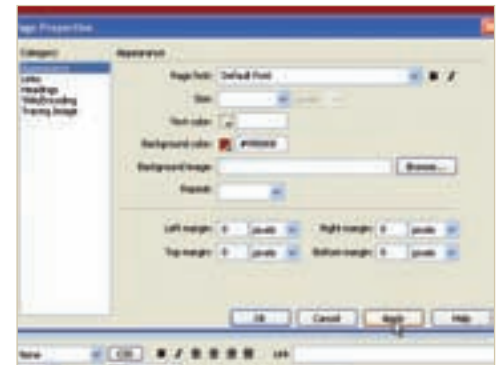 Page Properties
Category
Appearance
Appearance
Links
Headings
Title/Encoding
Tracing Image
Page font: Default Font B I
Size: pixels
Text color:
Background color:
Background image: Browse...
Repeat:
Left margin: 0 pixels Right margin: 0 pixels
Top margin: 0 pixels Bottom margin: 0 pixels
OK Cancel Apply Help
None CSS B I Link